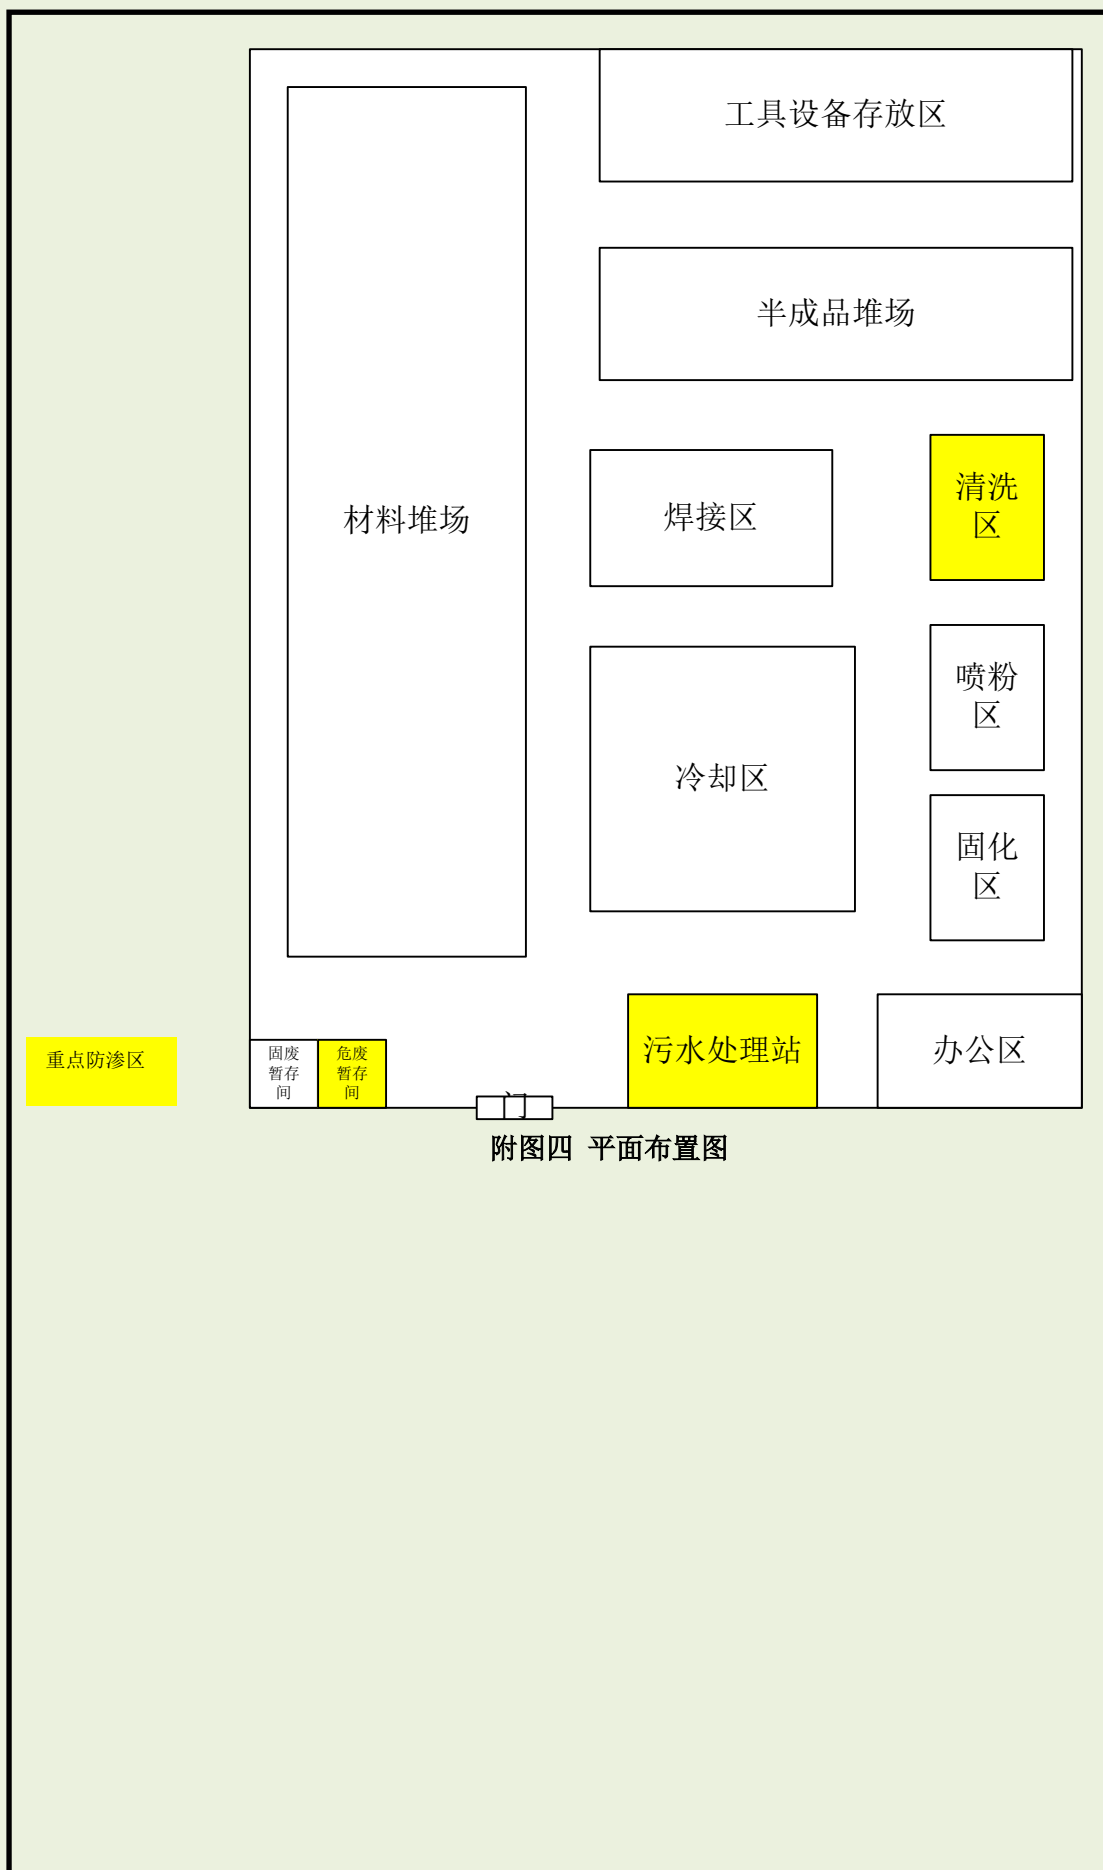 工具设备存放区
半成品堆场
材料堆场
焊接区
清洗
区
喷粉
区
冷却区
固化
区
重点防渗区
固废
暂存
间
危废
暂存
间
门
污水处理站
办公区
附图四 平面布置图